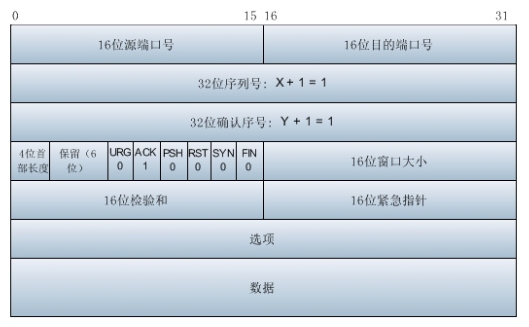 0 15 16 31
16位源端口号 16位目的端口号
32位序列号：X + 1 = 1
32位确认序号：Y + 1 = 1
4位首部长度 保留（6位） URG 0 ACK 1 PSH 0 RST 0 SYN 0 FIN 0 16位窗口大小
16位检验和 16位紧急指针
选项
数据